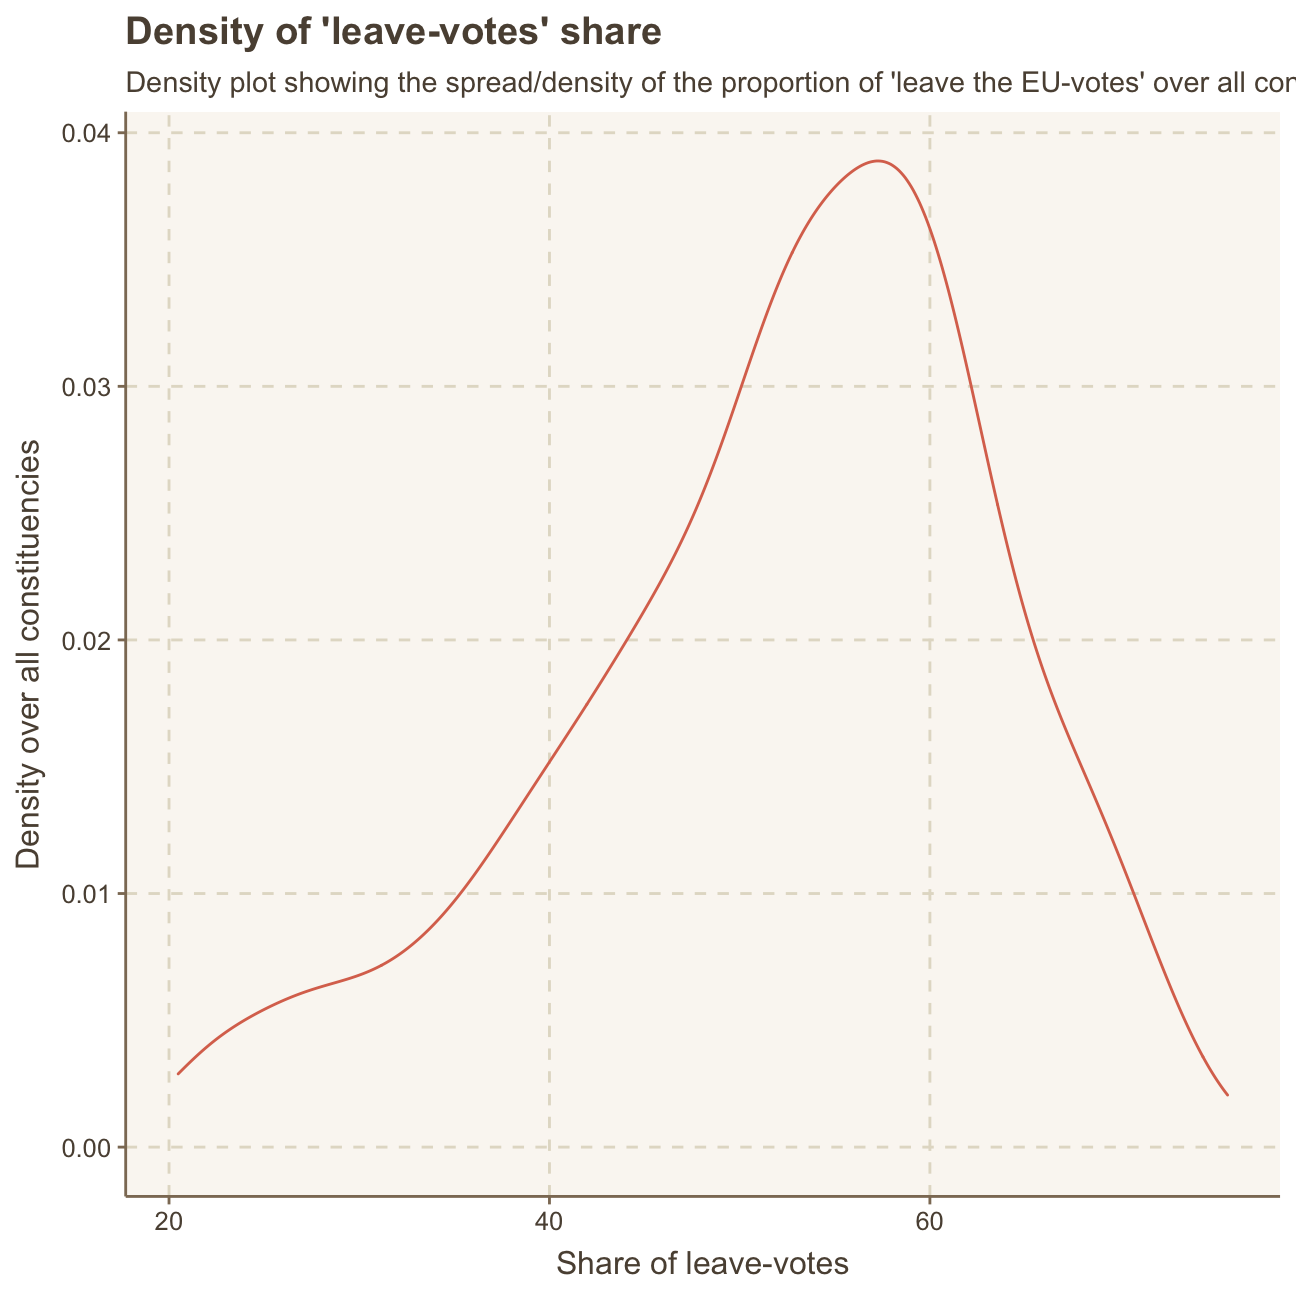 Density of 'leave-votes' share
Density plot showing the spread/density of the proportion of 'leave the EU-votes' over all con
0.04
0.03
0.02
0.01
0.00
Density over all constituencies
20 40 60
Share of leave-votes